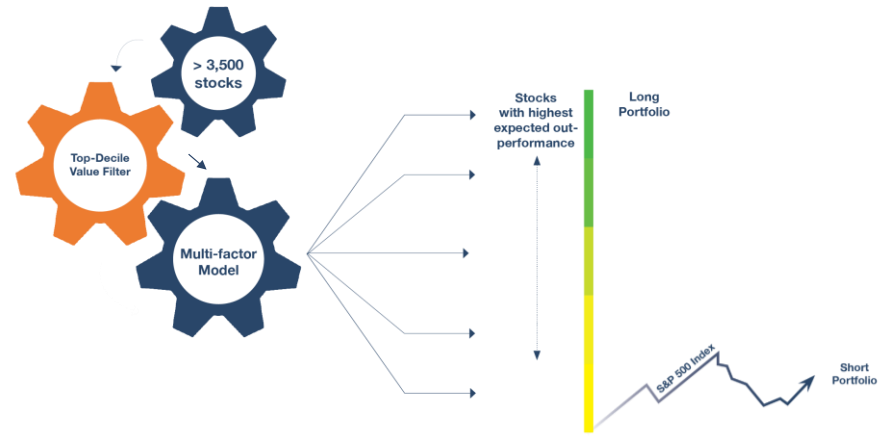 > 3,500
stocks
Top-Decile
Value Filter
Multi-factor
Model
Stocks
with highest
expected out-
performance
Long
Portfolio
S&P 500 Index
Short
Portfolio